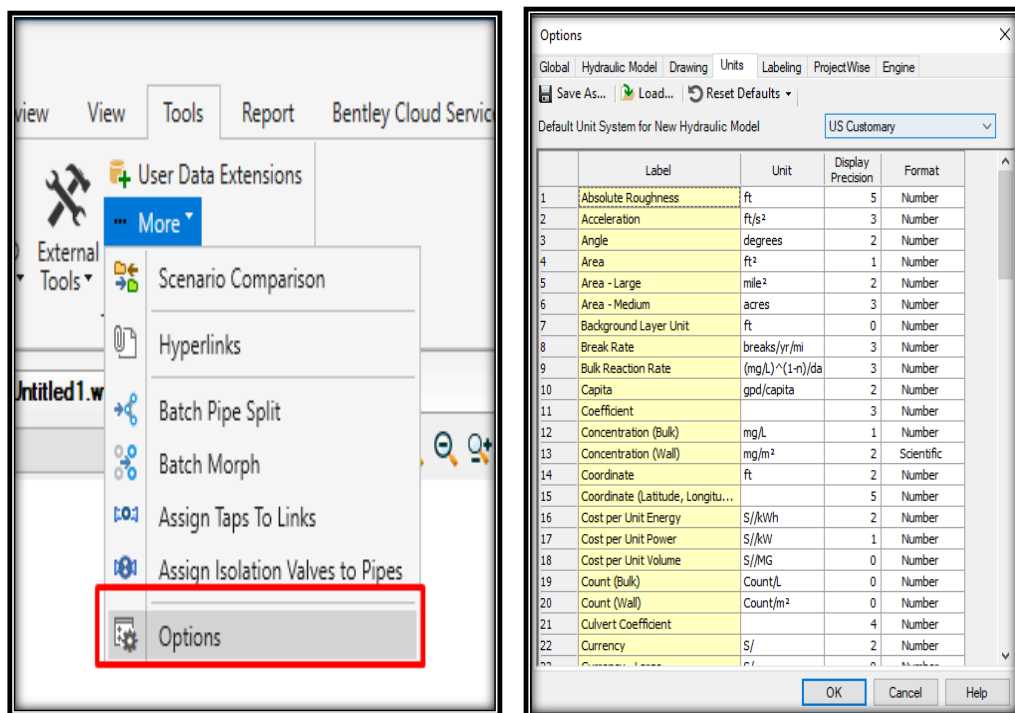 view View Tools Report Bentley Cloud Servic
User Data Extensions
More
External
Tools
Scenario Comparison
Hyperlinks
Untitled1.w
Batch Pipe Split
Batch Morph
Assign Taps To Links
Assign Isolation Valves to Pipes
Options
Options
Global Hydraulic Model Drawing Units Labeling ProjectWise Engine
Save As... Load... Reset Defaults
Default Unit System for New Hydraulic Model US Customary
Label Unit Display Precision Format
1 Absolute Roughness ft 5 Number
2 Acceleration ft/s² 3 Number
3 Angle degrees 2 Number
4 Area ft² 1 Number
5 Area - Large mile² 2 Number
6 Area - Medium acres 3 Number
7 Background Layer Unit ft 0 Number
8 Break Rate breaks/yr/mi 3 Number
9 Bulk Reaction Rate (mg/L)^(1-n)/da 3 Number
10 Capita gpd/capita 2 Number
11 Coefficient 3 Number
12 Concentration (Bulk) mg/L 1 Number
13 Concentration (Wall) mg/m² 2 Scientific
14 Coordinate ft 2 Number
15 Coordinate (Latitude, Longitu... 5 Number
16 Cost per Unit Energy S//kWh 2 Number
17 Cost per Unit Power S//kW 1 Number
18 Cost per Unit Volume S//MG 0 Number
19 Count (Bulk) Count/L 0 Number
20 Count (Wall) Count/m² 0 Number
21 Culvert Coefficient 4 Number
22 Currency S/ 2 Number
OK Cancel Help